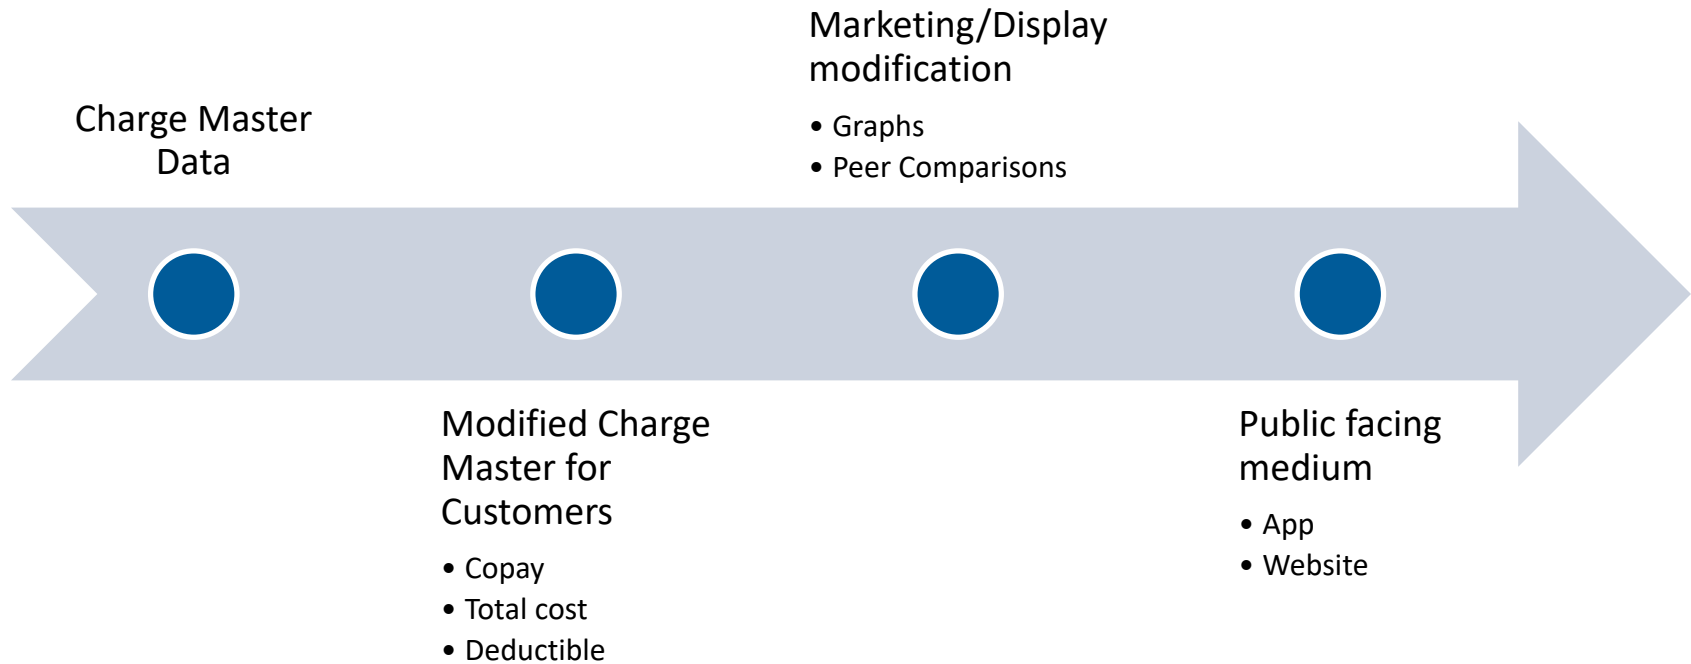 Charge Master
Data
Modified Charge
Master for
Customers
• Copay
• Total cost
• Deductible
Marketing/Display
modification
• Graphs
• Peer Comparisons
Public facing
medium
• App
• Website